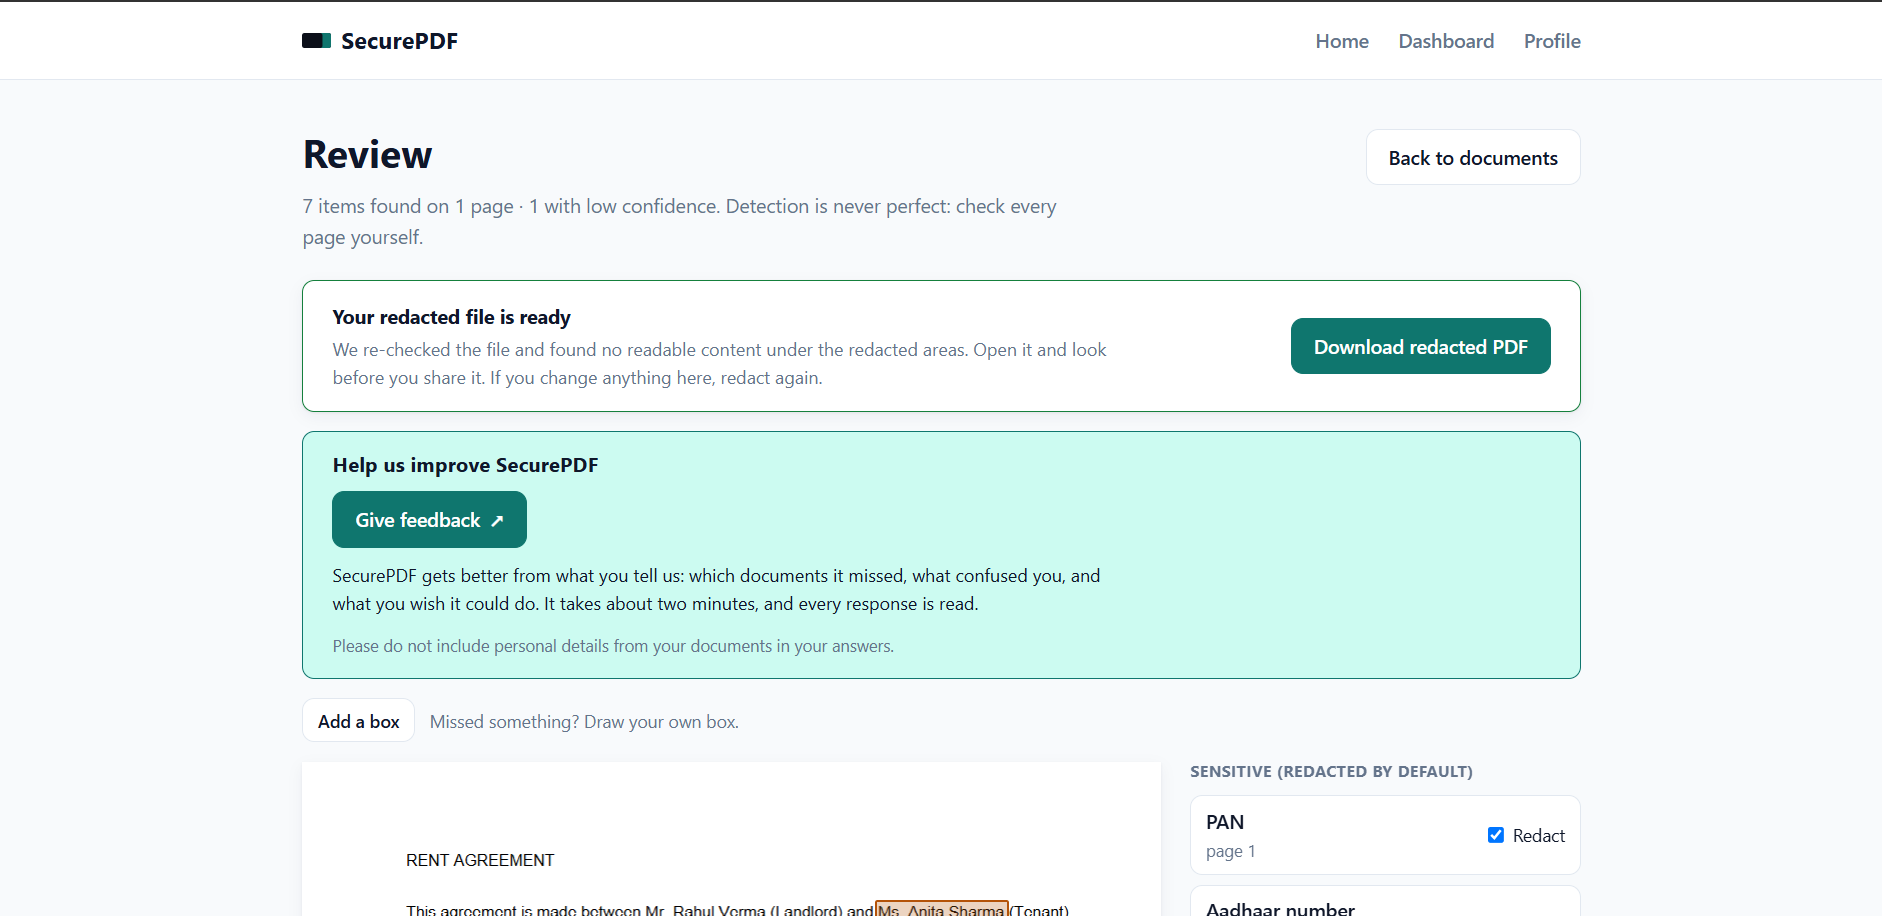 SecurePDF
Home Dashboard Profile
Review
Back to documents
7 items found on 1 page · 1 with low confidence. Detection is never perfect: check every
page yourself.
Your redacted file is ready
We re-checked the file and found no readable content under the redacted areas. Open it and look
before you share it. If you change anything here, redact again.
Download redacted PDF
Help us improve SecurePDF
Give feedback ↗
SecurePDF gets better from what you tell us: which documents it missed, what confused you, and
what you wish it could do. It takes about two minutes, and every response is read.
Please do not include personal details from your documents in your answers.
Add a box
Missed something? Draw your own box.
RENT AGREEMENT
This agreement is made between Mr. Rahul Verma (Landlord) and Ms. Anita Sharma (Tenant)
SENSITIVE (REDACTED BY DEFAULT)
PAN
page 1
Redact
Aadhaar number